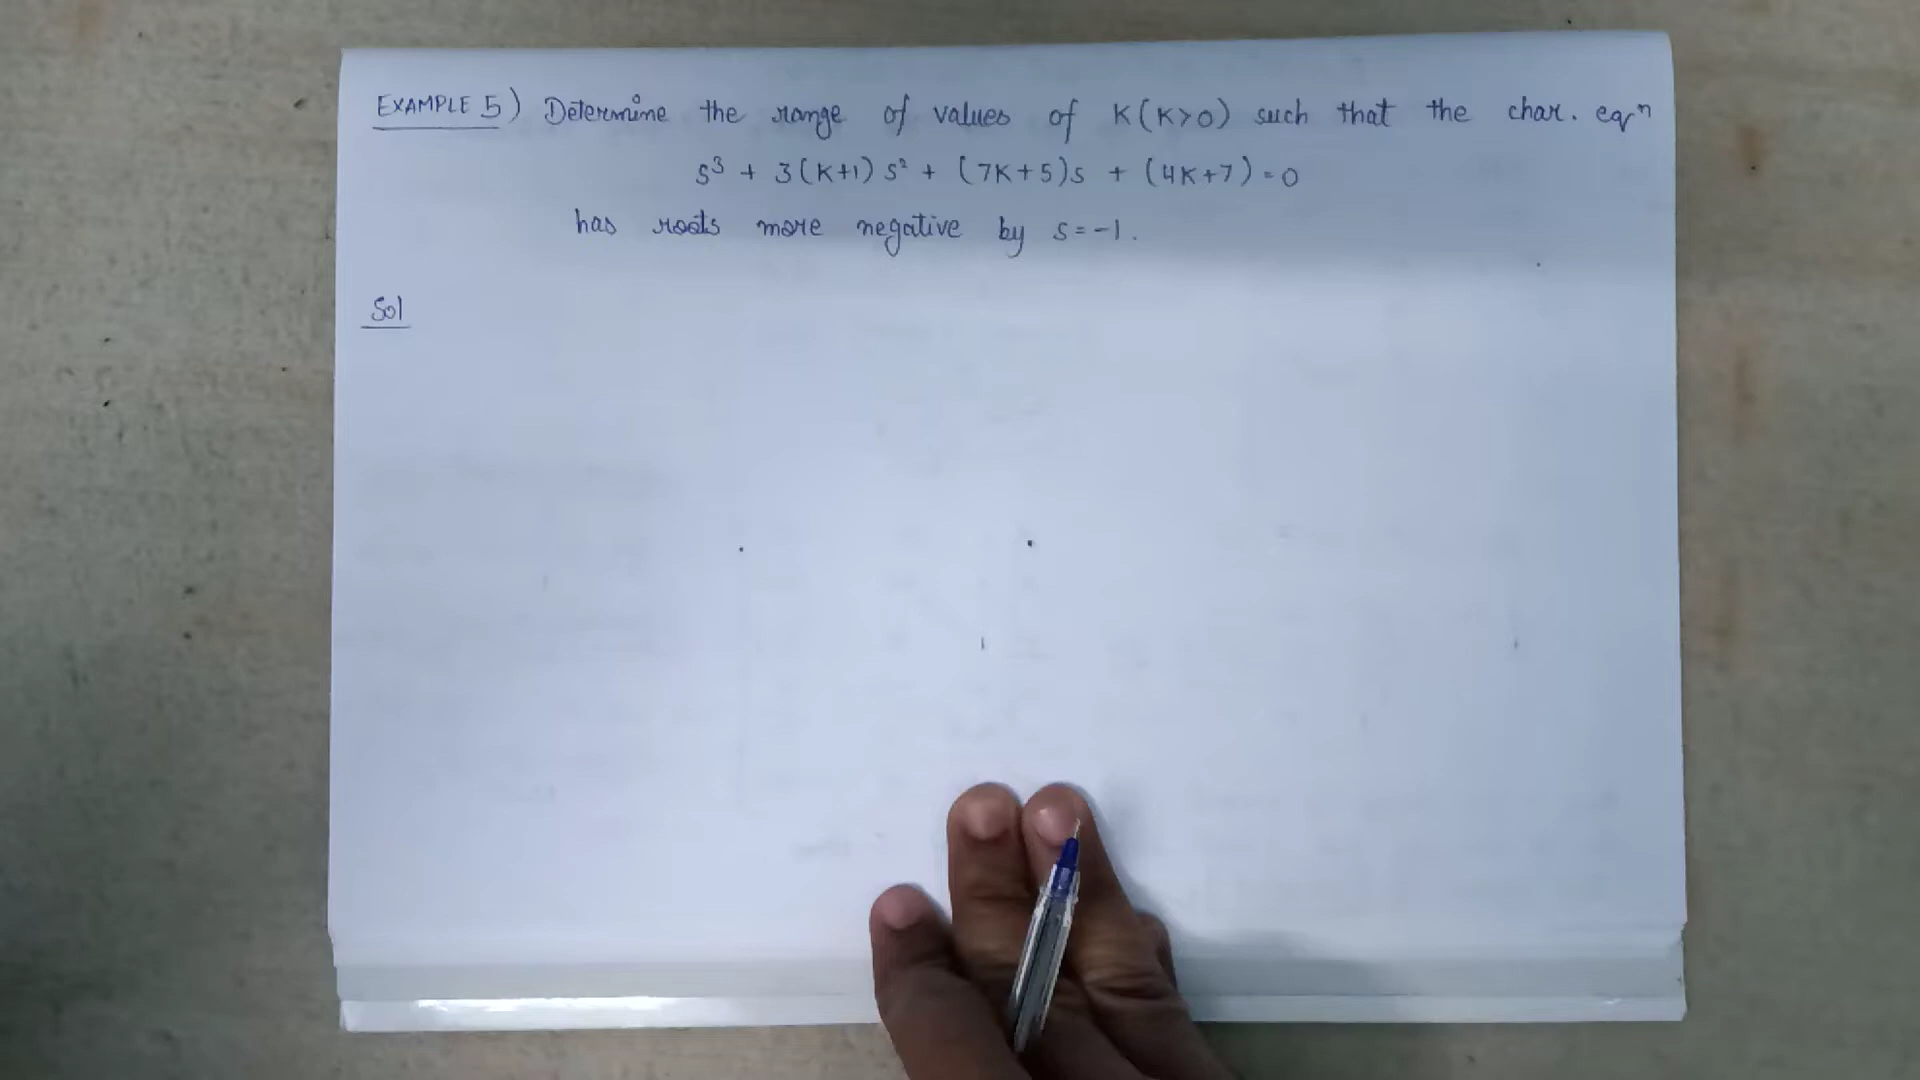 EXAMPLE 5) Determine the range of values of K(K>0) such that the char. eqⁿ
s³ + 3(K+1)s² + (7K+5)s + (4K+7)=0
has roots more negative by s=-1.
Sol